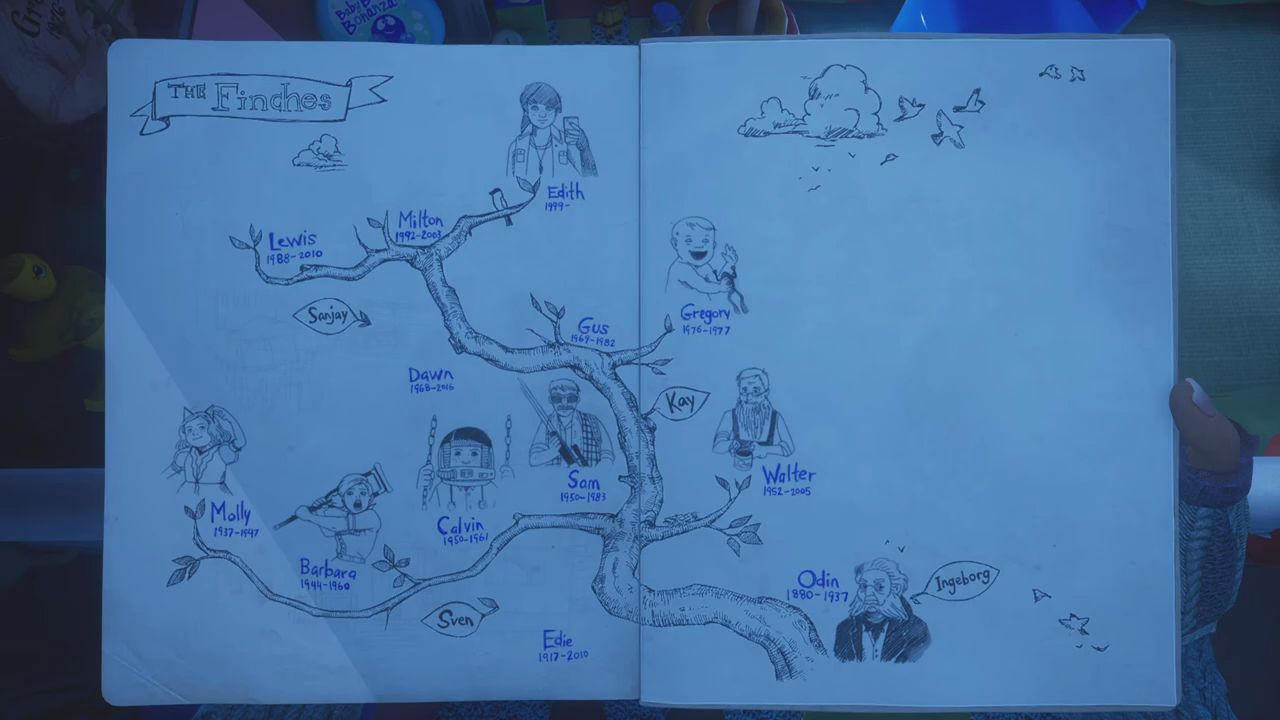 Baby B
Bonanza
THE Finches
Edith
1999-
Milton
1992-2003
Lewis
1988-2010
Sanjay
Gregory
1976-1977
Gus
1969-1982
Dawn
1968-2016
Kay
Sam
1950-1983
Walter
1952-2005
Molly
1937-1947
Calvin
1950-1961
Barbara
1944-1960
Odin
1880-1937
Ingeborg
Sven
Edie
1917-2010